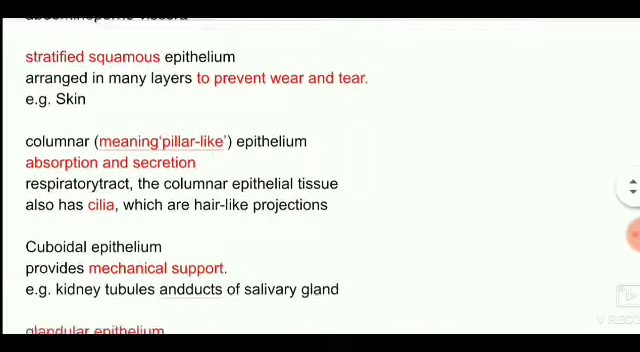 abdominopelvic viscera
stratified squamous epithelium
arranged in many layers to prevent wear and tear.
e.g. Skin
columnar (meaning‘pillar-like’) epithelium
absorption and secretion
respiratorytract, the columnar epithelial tissue
also has cilia, which are hair-like projections
Cuboidal epithelium
provides mechanical support.
e.g. kidney tubules andducts of salivary gland
glandular epithelium